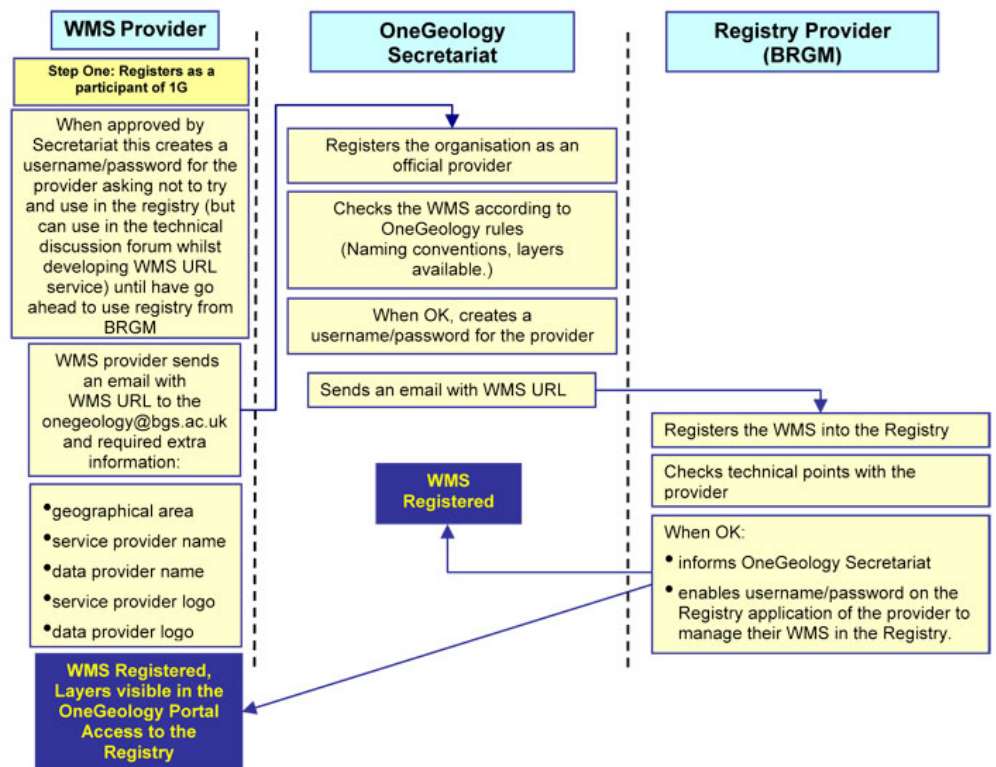 WMS Provider
Step One: Registers as a
participant of 1G
When approved by
Secretariat this creates a
username/password for the
provider asking not to try
and use in the registry (but
can use in the technical
discussion forum whilst
developing WMS URL
service) until have go
ahead to use registry from
BRGM
WMS provider sends
an email with
WMS URL to the
onegeology@bgs.ac.uk
and required extra
information:
•geographical area
•service provider name
•data provider name
•service provider logo
•data provider logo
WMS Registered,
Layers visible in the
OneGeology Portal
Access to the
Registry
OneGeology
Secretariat
Registers the organisation as an
official provider
Checks the WMS according to
OneGeology rules
(Naming conventions, layers
available.)
When OK, creates a
username/password for the provider
Sends an email with WMS URL
WMS
Registered
Registry Provider
(BRGM)
Registers the WMS into the Registry
Checks technical points with the
provider
When OK:
• informs OneGeology Secretariat
• enables username/password on the
Registry application of the provider to
manage their WMS in the Registry.